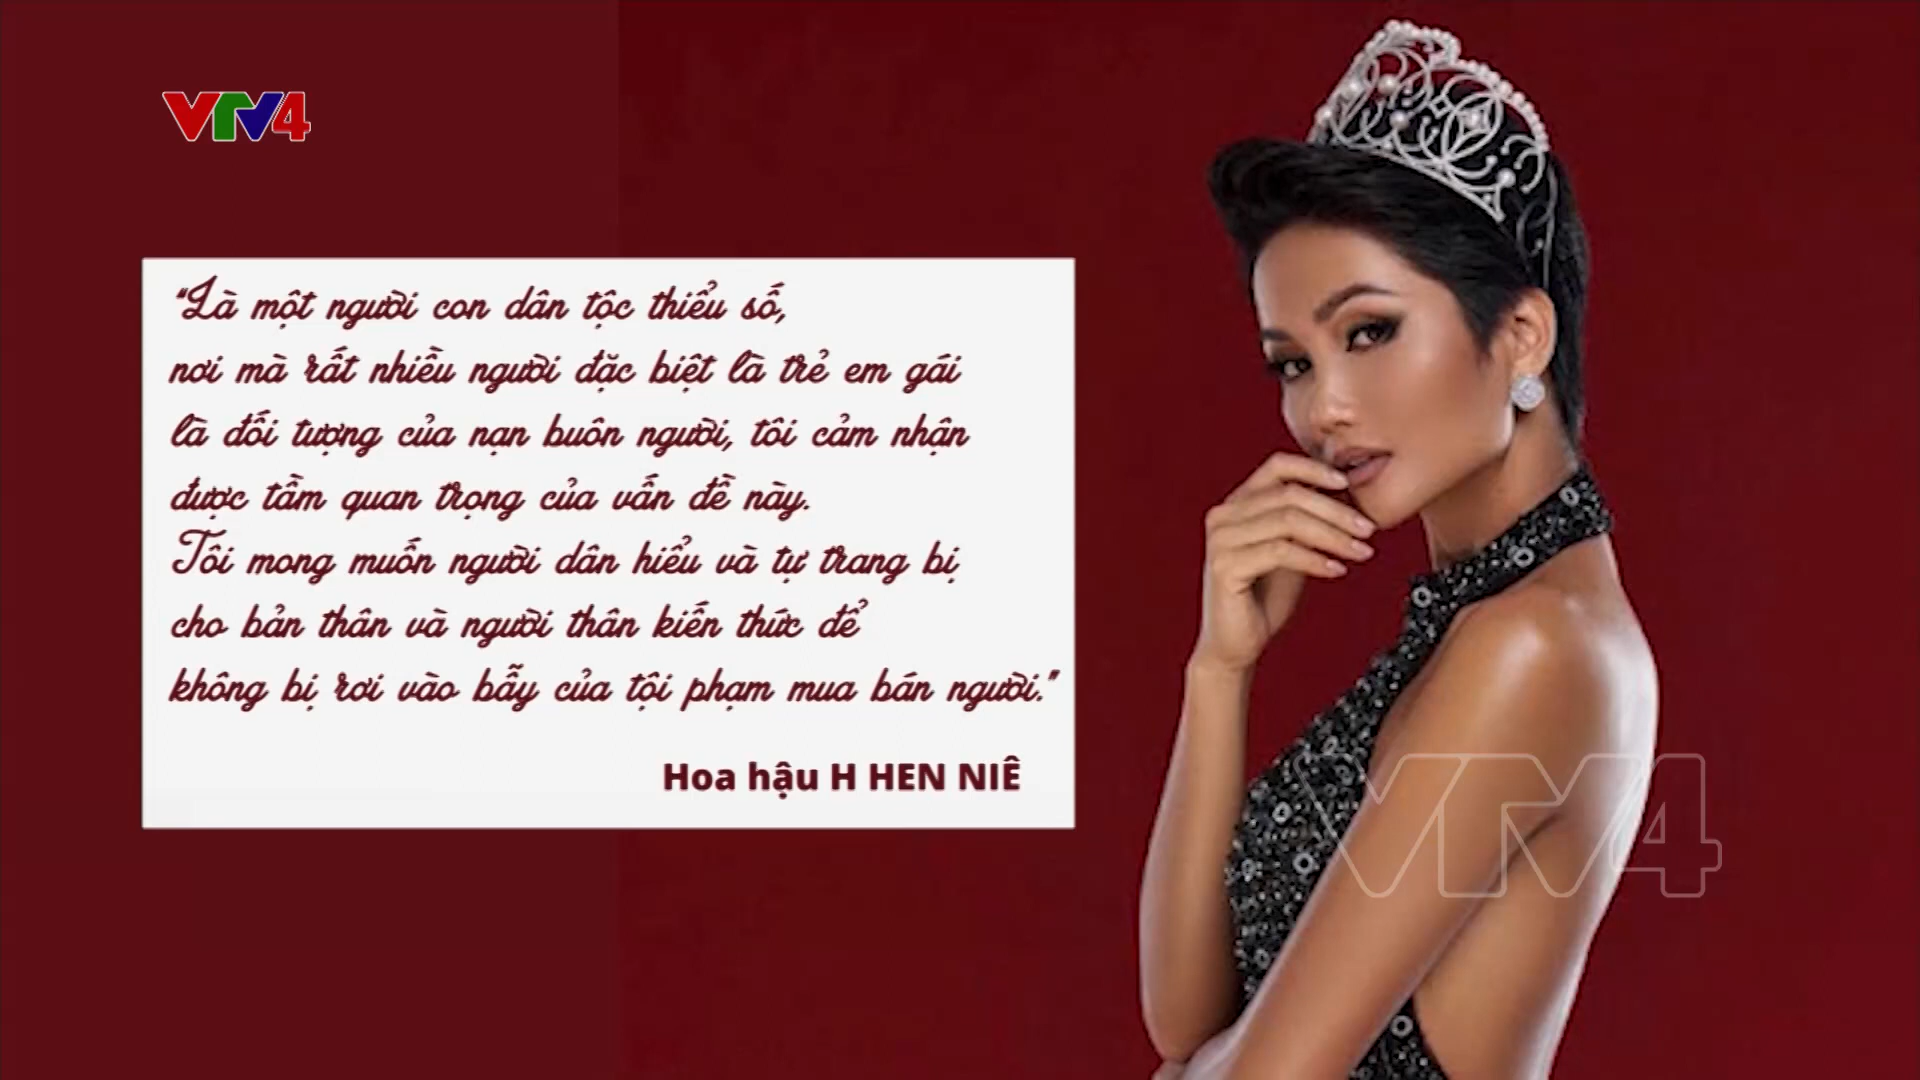 VTV4
"Là một người con dân tộc thiểu số,
nơi mà rất nhiều người đặc biệt là trẻ em gái
là đối tượng của nạn buôn người, tôi cảm nhận
được tầm quan trọng của vấn đề này.
Tôi mong muốn người dân hiểu và tự trang bị
cho bản thân và người thân kiến thức để
không bị rơi vào bẫy của tội phạm mua bán người."
Hoa hậu H HEN NIÊ
VTV4